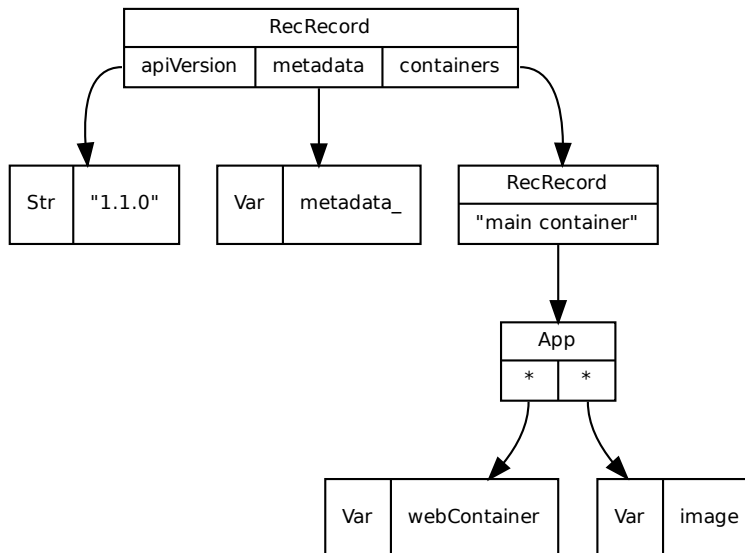 RecRecord
apiVersion metadata containers
Str "1.1.0"
Var metadata_
RecRecord
"main container"
App
* *
Var webContainer
Var image